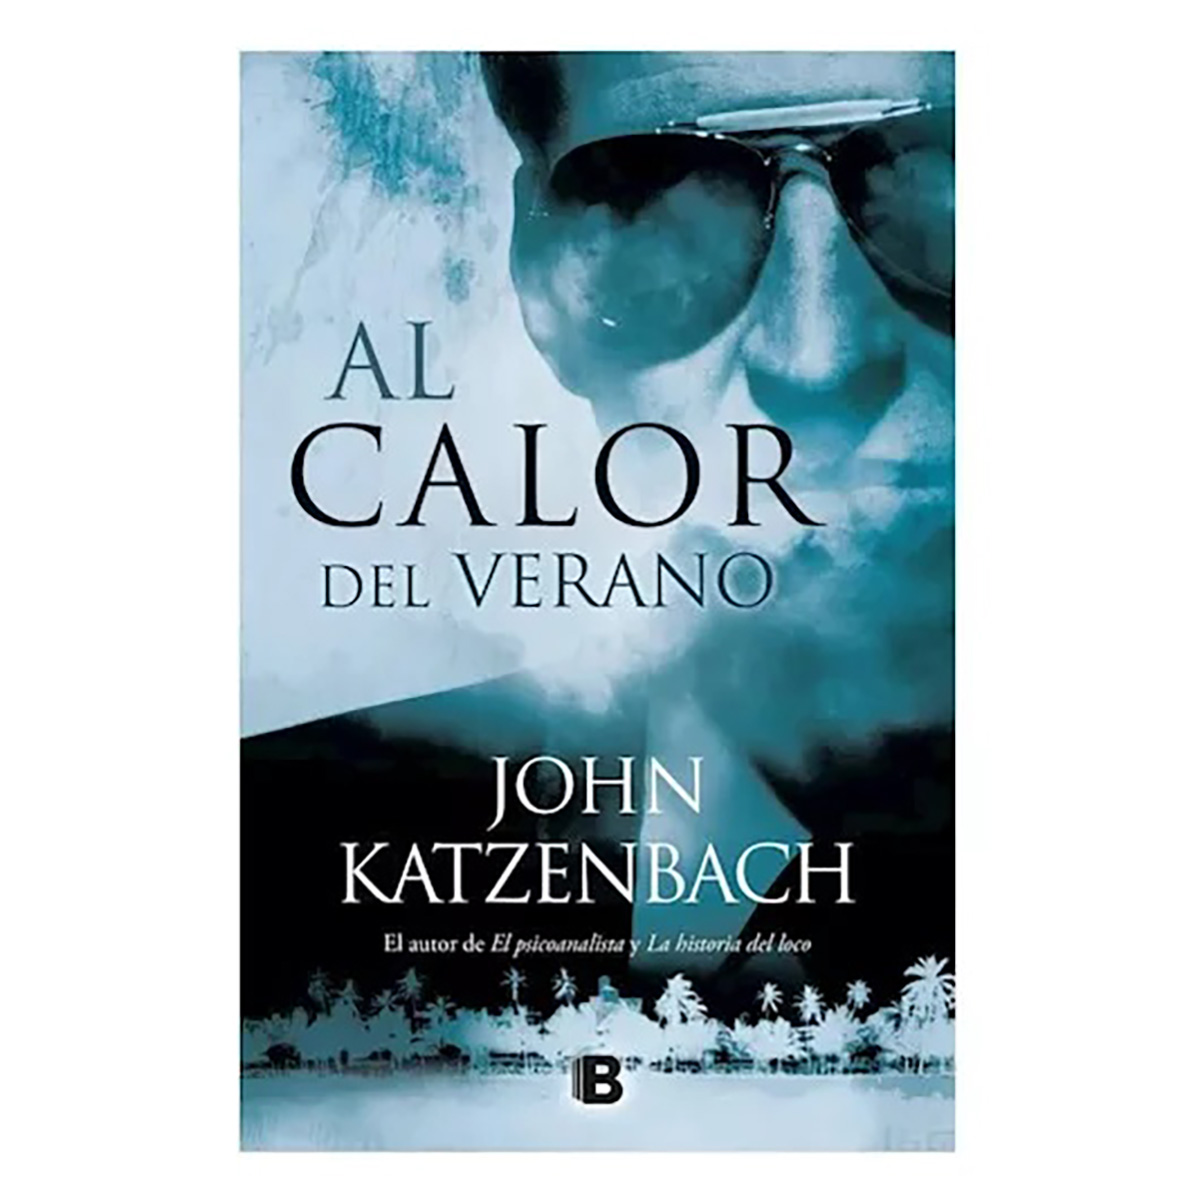 AL
CALOR
DEL VERANO
JOHN
KATZENBACH
El autor de El psicoanalista y La historia del loco
B